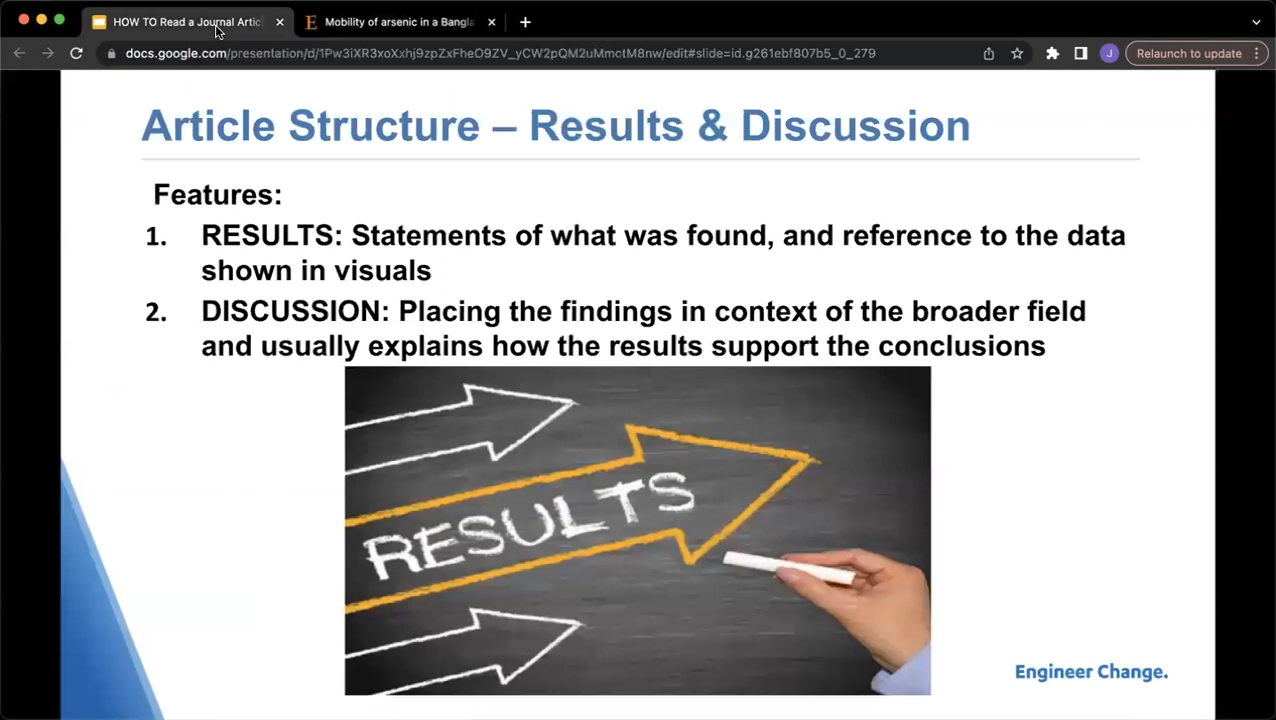 HOW TO Read a Journal Artic
Mobility of arsenic in a Bangla
docs.google.com/presentation/d/1Pw3iXR3xoXxhj9zpZxFheO9ZV_yCW2pQM2uMmctM8nw/edit#slide=id.g261ebf807b5_0_279
J
Relaunch to update
Article Structure – Results & Discussion
Features:
1. RESULTS: Statements of what was found, and reference to the data
shown in visuals
2. DISCUSSION: Placing the findings in context of the broader field
and usually explains how the results support the conclusions
RESULTS
Engineer Change.